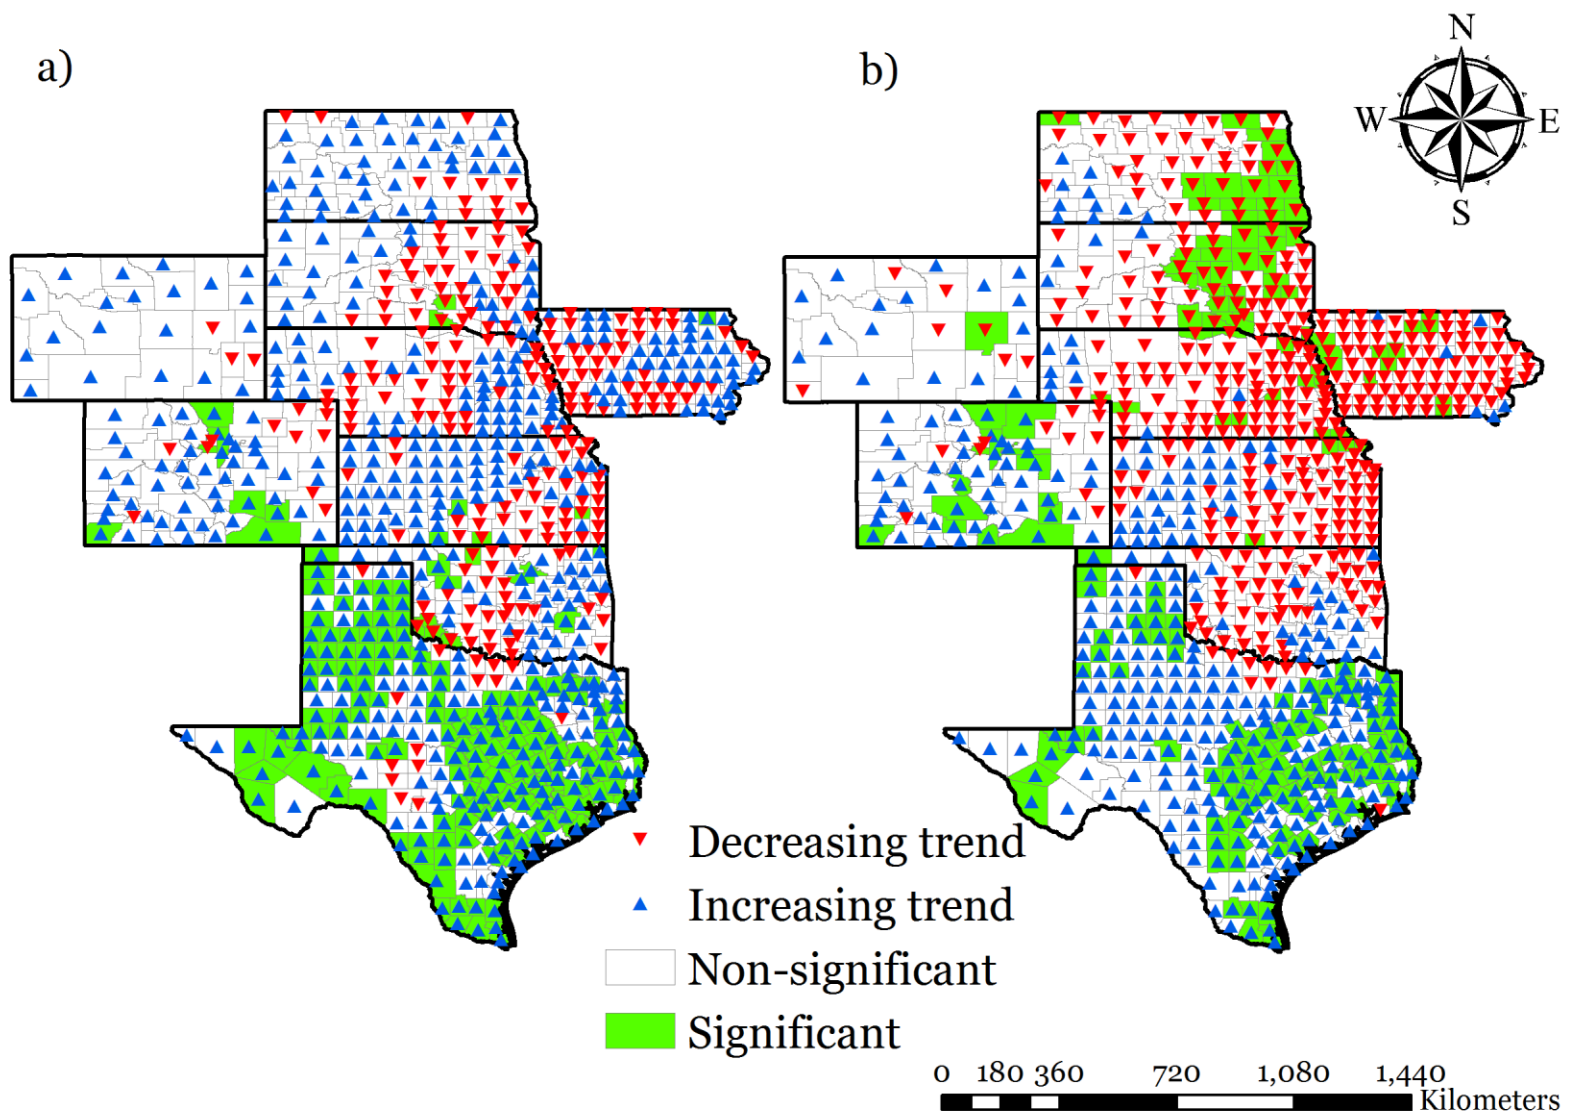 a)
b)
N
W
E
S
Decreasing trend
Increasing trend
Non-significant
Significant
0 180 360 720 1,080 1,440
Kilometers